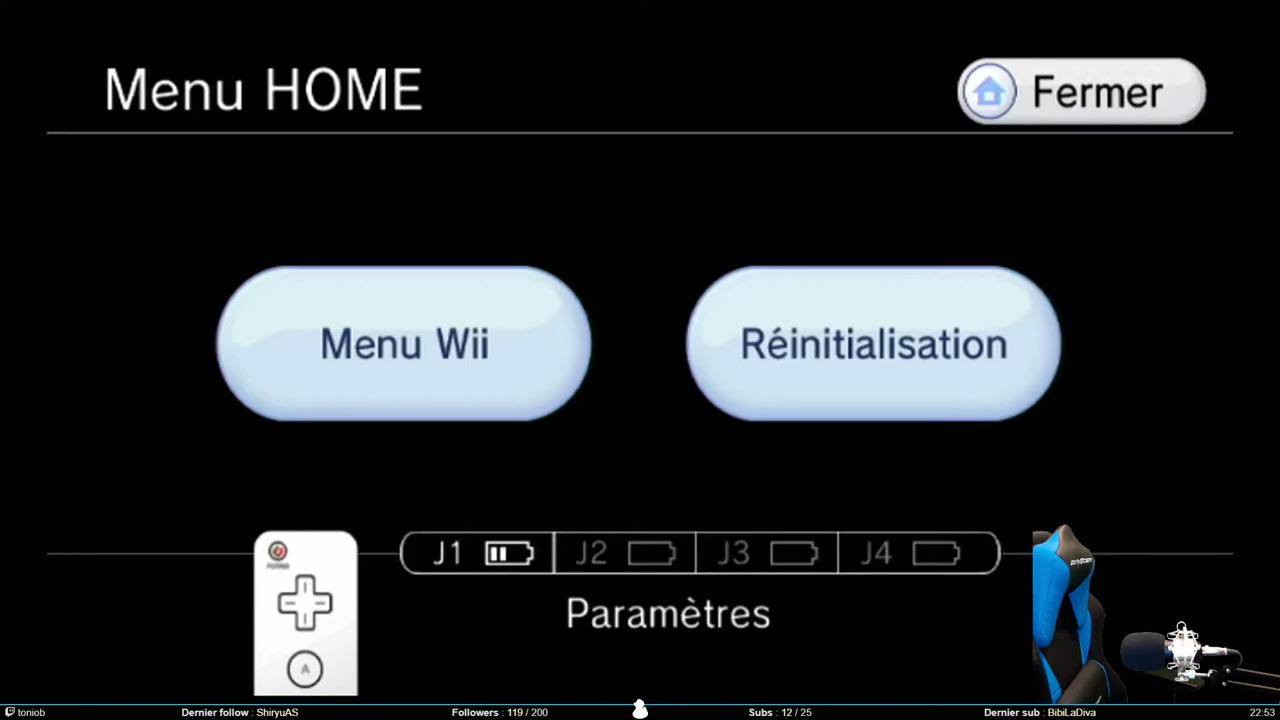 Menu HOME
Fermer
Menu Wii
Réinitialisation
J1 J2 J3 J4
Paramètres
A
toniob Dernier follow : ShiryuAS Followers : 119 / 200 Subs : 12 / 25 Dernier sub : BibiLaDiva 22:53